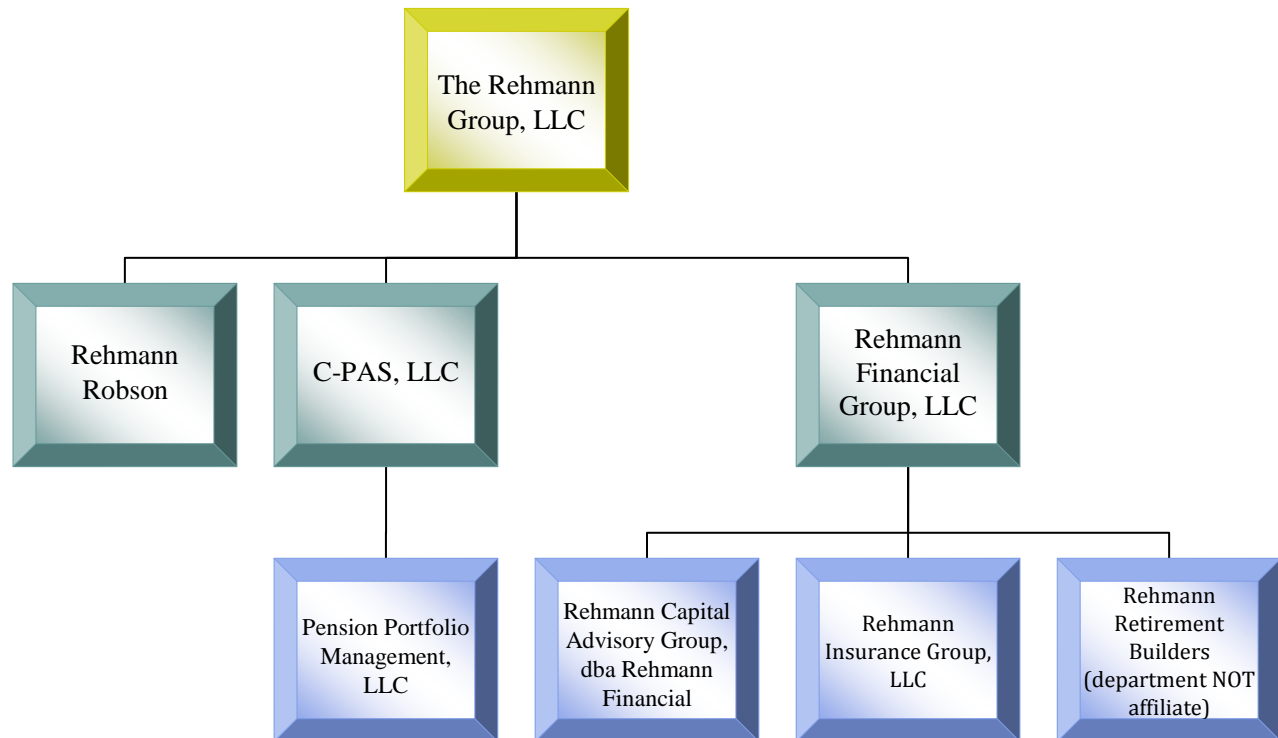 The Rehmann
Group, LLC
Rehmann
Robson
C-PAS, LLC
Rehmann
Financial
Group, LLC
Pension Portfolio
Management,
LLC
Rehmann Capital
Advisory Group,
dba Rehmann
Financial
Rehmann
Insurance Group,
LLC
Rehmann
Retirement
Builders
(department NOT
affiliate)